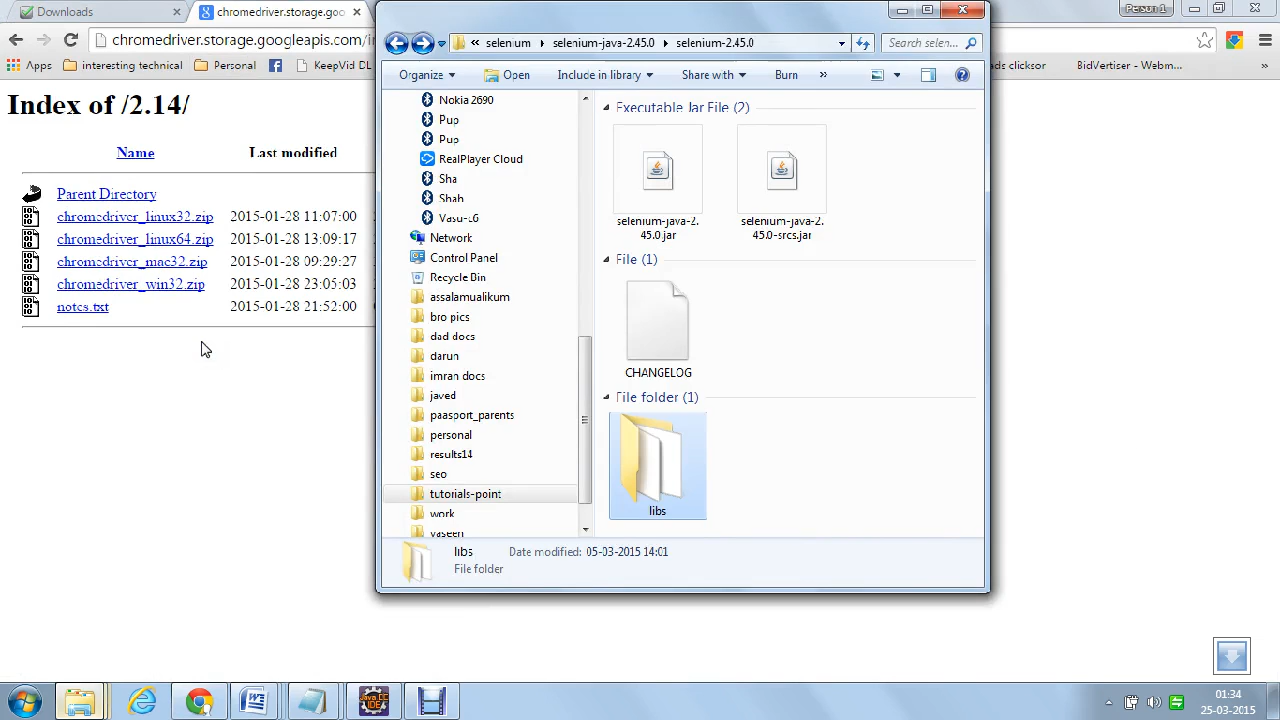 Downloads
chromedriver.storage.goo
Person 1
chromedriver.storage.googleapis.com/in
Apps
interesting technical
Personal
KeepVid DL
ads clicksor
BidVertiser - Webm...
»
Index of /2.14/
Name
Last modified
Parent Directory
chromedriver_linux32.zip 2015-01-28 11:07:00
chromedriver_linux64.zip 2015-01-28 13:09:17
chromedriver_mac32.zip 2015-01-28 09:29:27
chromedriver_win32.zip 2015-01-28 23:05:03
notes.txt 2015-01-28 21:52:00
« selenium selenium-java-2.45.0 selenium-2.45.0
Search selen...
Organize Open Include in library Share with Burn »
Nokia 2690
Pup
Pup
RealPlayer Cloud
Sha
Shah
Vasu-c6
Network
Control Panel
Recycle Bin
assalamualikum
bro pics
dad docs
darun
imran docs
javed
paasport_parents
personal
results14
seo
tutorials-point
work
yaseen
Executable Jar File (2)
selenium-java-2.
45.0.jar
selenium-java-2.
45.0-srcs.jar
File (1)
CHANGELOG
File folder (1)
libs
libs Date modified: 05-03-2015 14:01
File folder
Java EE
IDE
01:34
25-03-2015